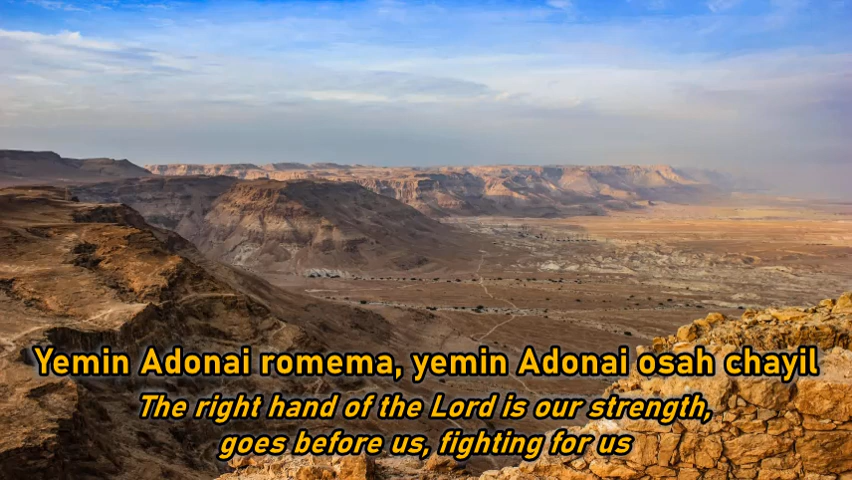 Yemin Adonai romema, yemin Adonai osah chayil
The right hand of the Lord is our strength,
goes before us, fighting for us